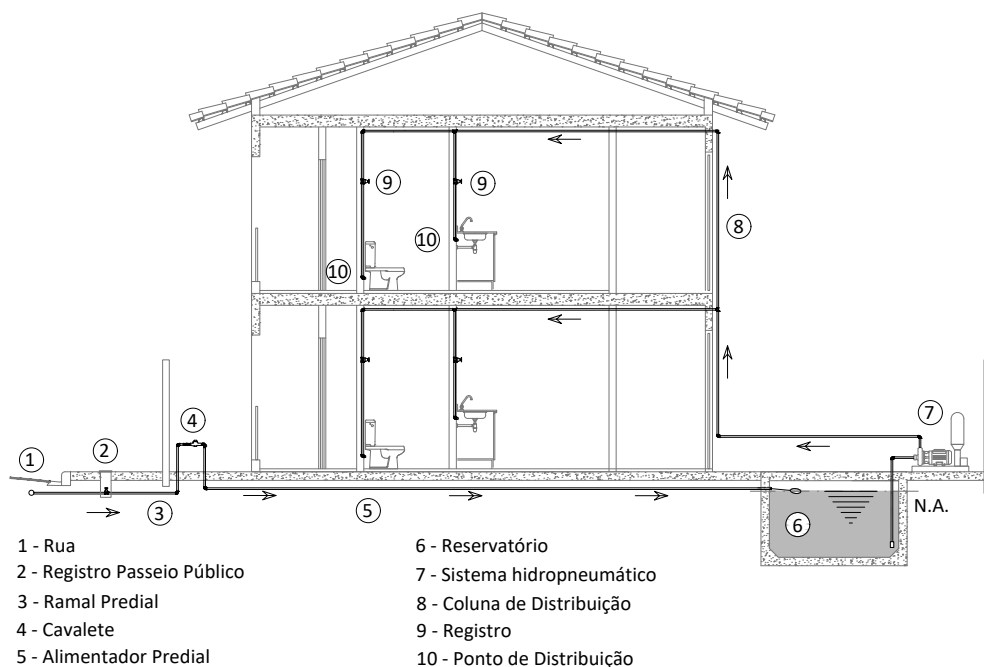 9
9
8
10
10
7
4
2
1
3
5
6
N.A.
1 - Rua
2 - Registro Passeio Público
3 - Ramal Predial
4 - Cavalete
5 - Alimentador Predial
6 - Reservatório
7 - Sistema hidropneumático
8 - Coluna de Distribuição
9 - Registro
10 - Ponto de Distribuição